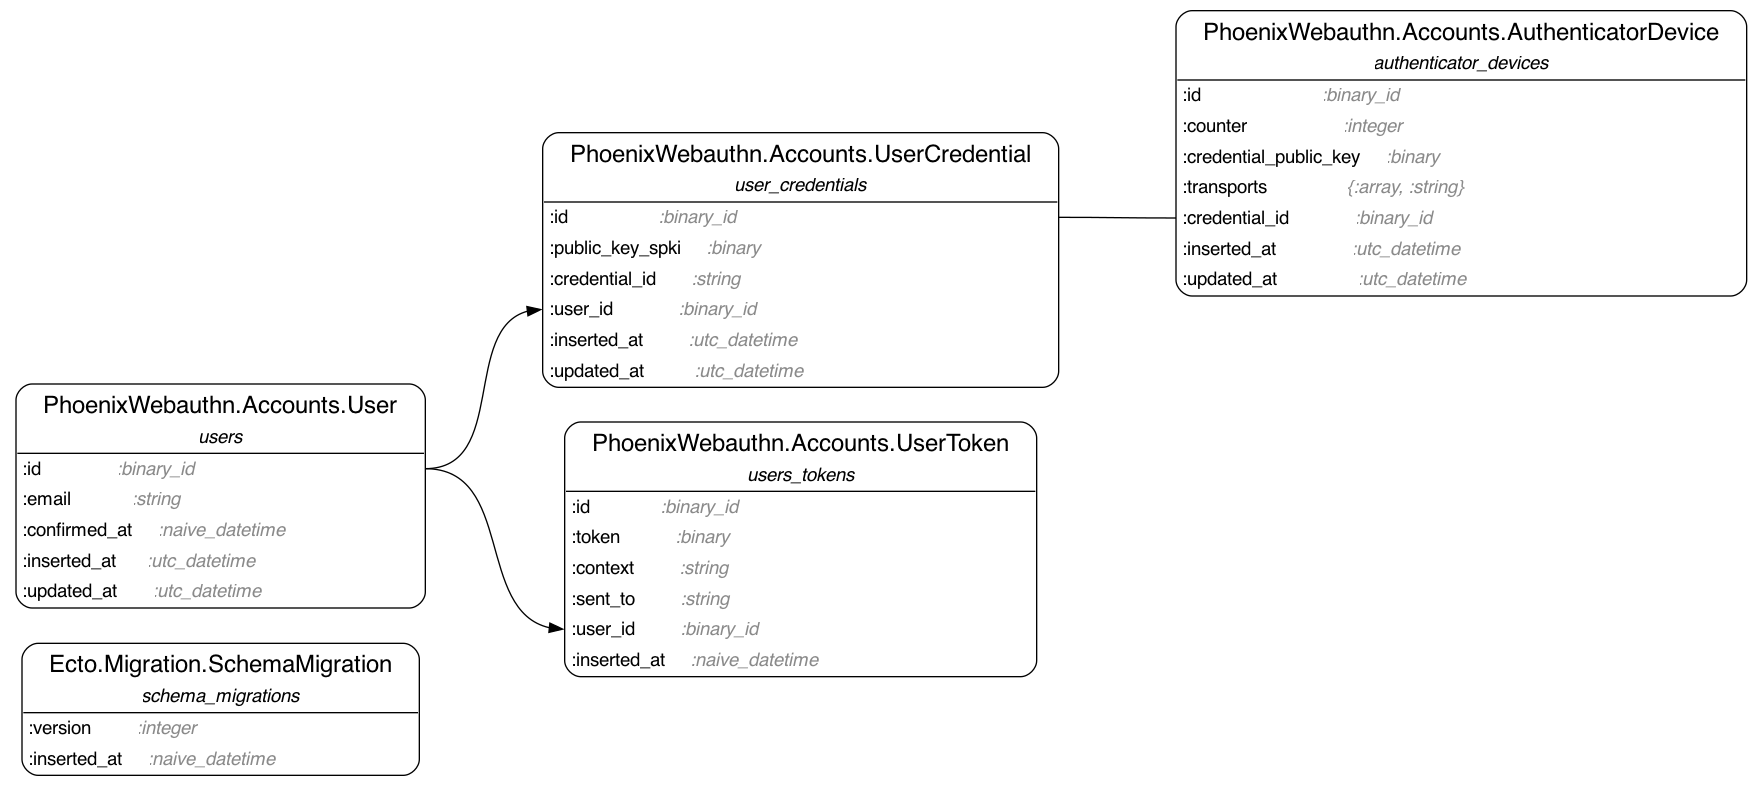 PhoenixWebauthn.Accounts.AuthenticatorDevice
authenticator_devices
:id :binary_id
:counter :integer
:credential_public_key :binary
:transports {:array, :string}
:credential_id :binary_id
:inserted_at :utc_datetime
:updated_at :utc_datetime
PhoenixWebauthn.Accounts.UserCredential
user_credentials
:id :binary_id
:public_key_spki :binary
:credential_id :string
:user_id :binary_id
:inserted_at :utc_datetime
:updated_at :utc_datetime
PhoenixWebauthn.Accounts.User
users
:id :binary_id
:email :string
:confirmed_at :naive_datetime
:inserted_at :utc_datetime
:updated_at :utc_datetime
PhoenixWebauthn.Accounts.UserToken
users_tokens
:id :binary_id
:token :binary
:context :string
:sent_to :string
:user_id :binary_id
:inserted_at :naive_datetime
Ecto.Migration.SchemaMigration
schema_migrations
:version :integer
:inserted_at :naive_datetime